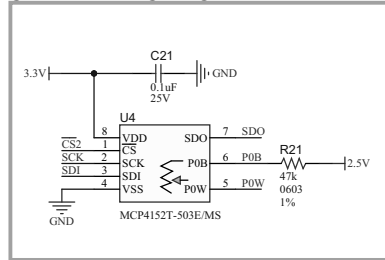 C21
3.3V
GND
0.1uF
25V
U4
8 VDD SDO 7 SDO
CS2 1 CS
SCK 2 SCK P0B 6 P0B
SDI 3 SDI
4 VSS P0W 5 P0W
R21
2.5V
47k
0603
1%
GND
MCP4152T-503E/MS